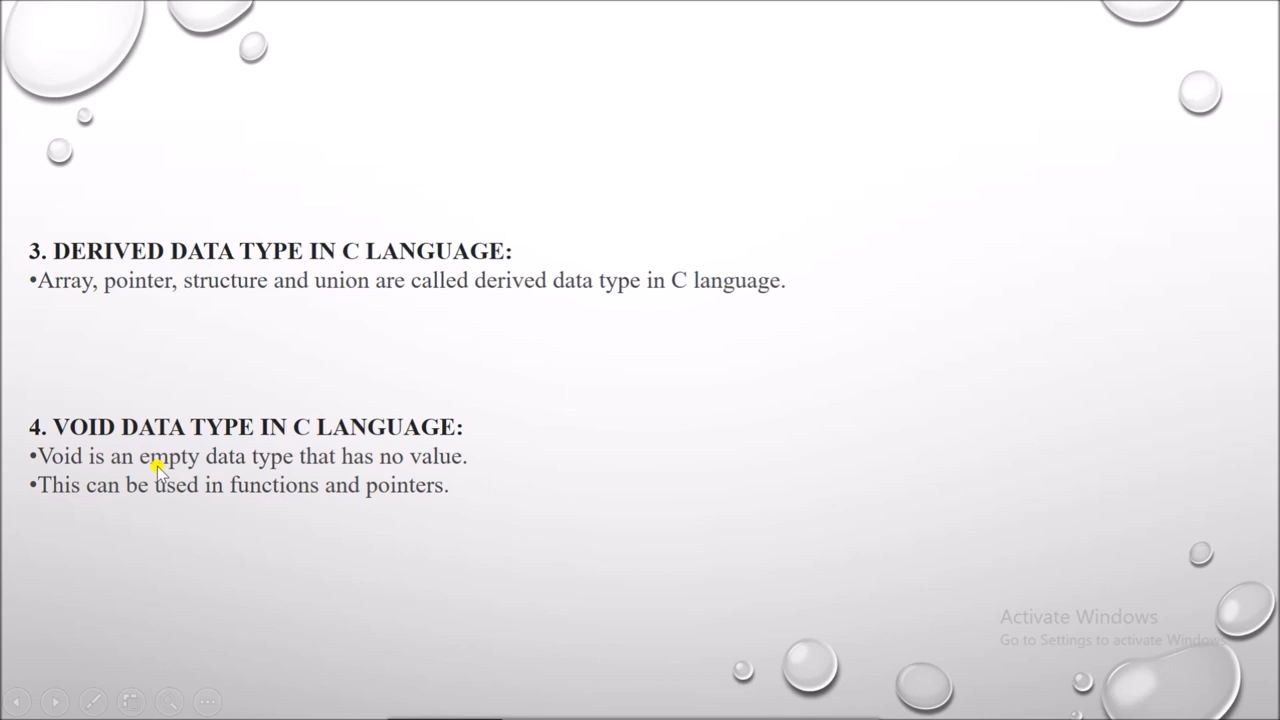 3. DERIVED DATA TYPE IN C LANGUAGE:
•Array, pointer, structure and union are called derived data type in C language.
4. VOID DATA TYPE IN C LANGUAGE:
•Void is an empty data type that has no value.
•This can be used in functions and pointers.
Activate Windows
Go to Settings to activate Windows.